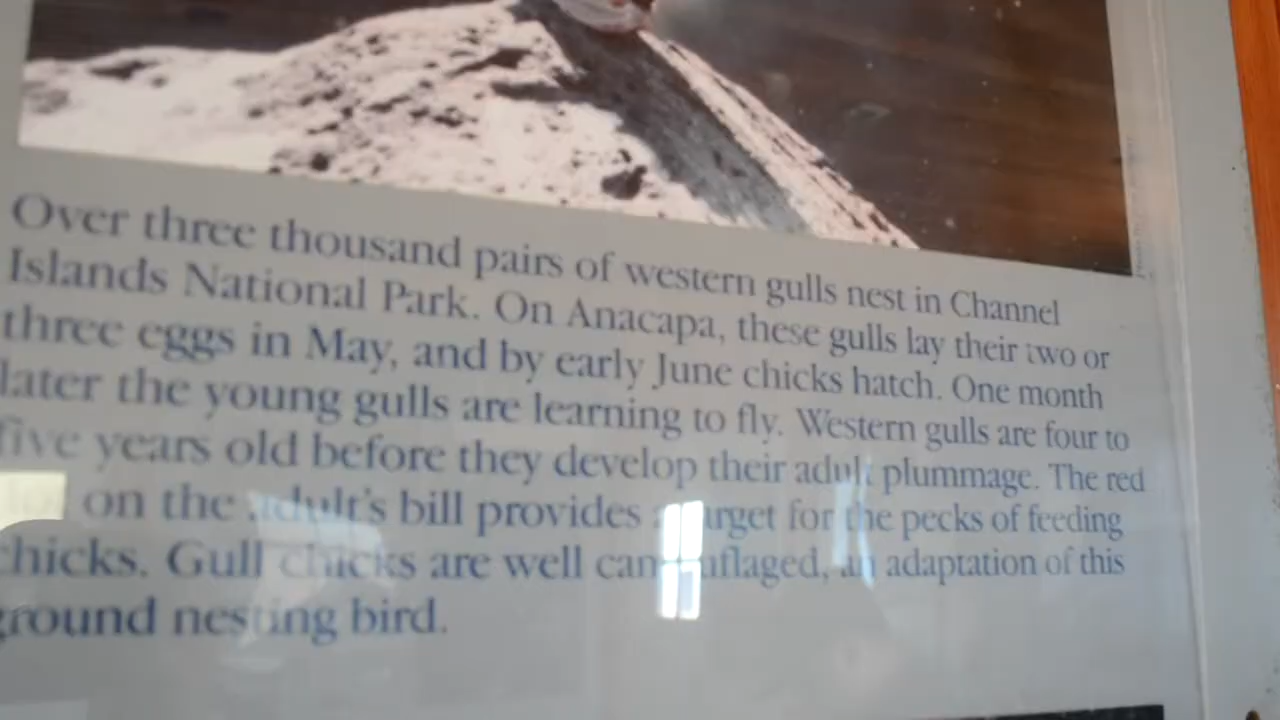 Over three thousand pairs of western gulls nest in Channel
Islands National Park. On Anacapa, these gulls lay their two or
three eggs in May, and by early June chicks hatch. One month
later the young gulls are learning to fly. Western gulls are four to
five years old before they develop their adult plummage. The red
on the adult's bill provides a target for the pecks of feeding
chicks. Gull chicks are well camouflaged, an adaptation of this
ground nesting bird.